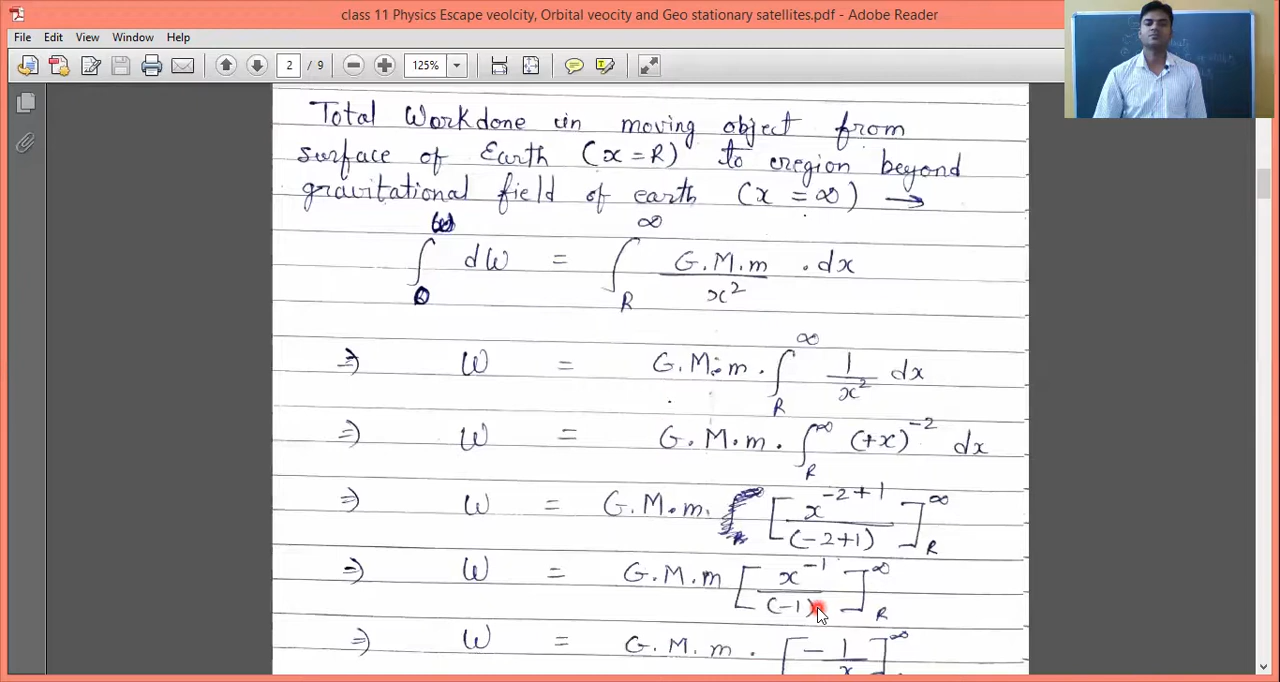 class 11 Physics Escape veolcity, Orbital veocity and Geo stationary satellites.pdf - Adobe Reader
File Edit View Window Help
2 / 9 125%
Total Workdone in moving object from
surface of Earth (x = R) to region beyond
gravitational field of earth (x = ∞) →
∫₀ᵂ dW = ∫_R^∞ G.M.m / x² . dx
⇒ W = G.M.m . ∫_R^∞ 1/x² dx
⇒ W = G.M.m . ∫_R^∞ (+x)⁻² dx
⇒ W = G.M.m. [x^(-2+1) / (-2+1)]_R^∞
⇒ W = G.M.m [x⁻¹ / (-1)]_R^∞
⇒ W = G.M.m . [- 1/x]^∞